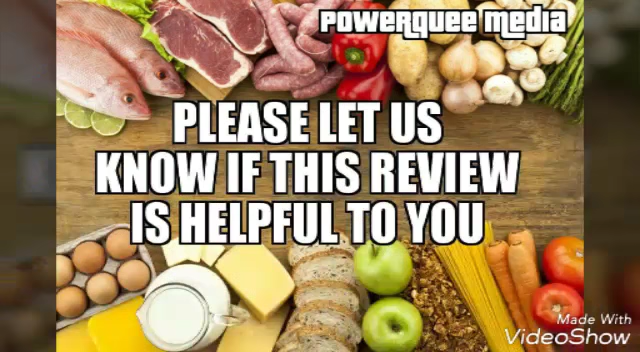 POWERQUEE MEDIA
PLEASE LET US
KNOW IF THIS REVIEW
IS HELPFUL TO YOU
Made With
VideoShow